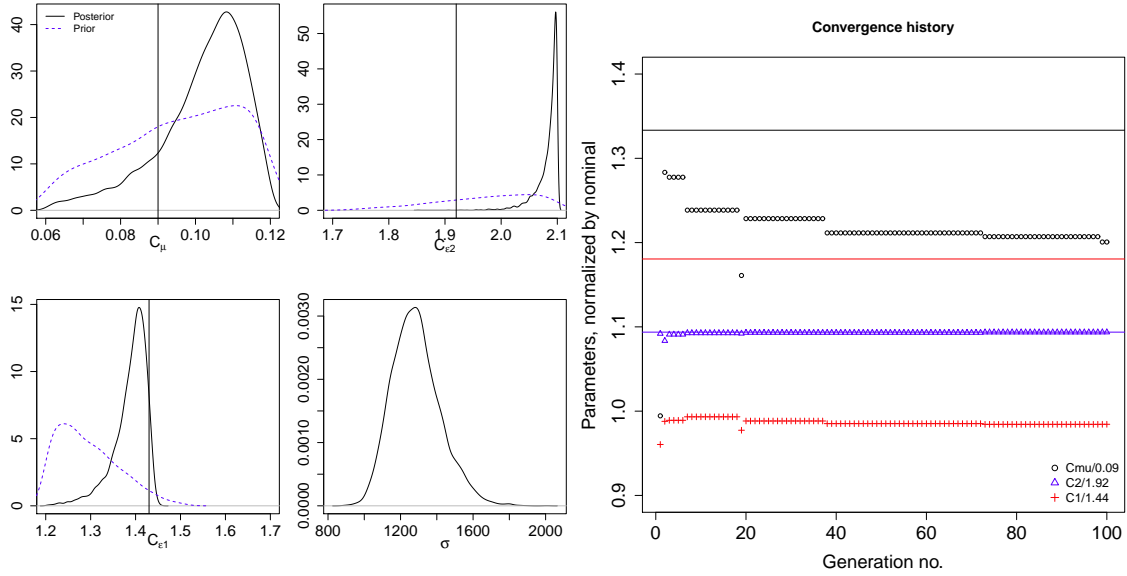 Posterior
Prior
0 10 20 30 40
0.06 0.08 0.10 0.12
C_μ
0 10 20 30 40 50
1.7 1.8 1.9 2.0 2.1
C_ε2
0 5 10 15
1.2 1.3 1.4 1.5 1.6 1.7
C_ε1
0.0000 0.0010 0.0020 0.0030
800 1200 1600 2000
σ
Convergence history
Parameters, normalized by nominal
0.9 1.0 1.1 1.2 1.3 1.4
Cmu/0.09
C2/1.92
C1/1.44
0 20 40 60 80 100
Generation no.